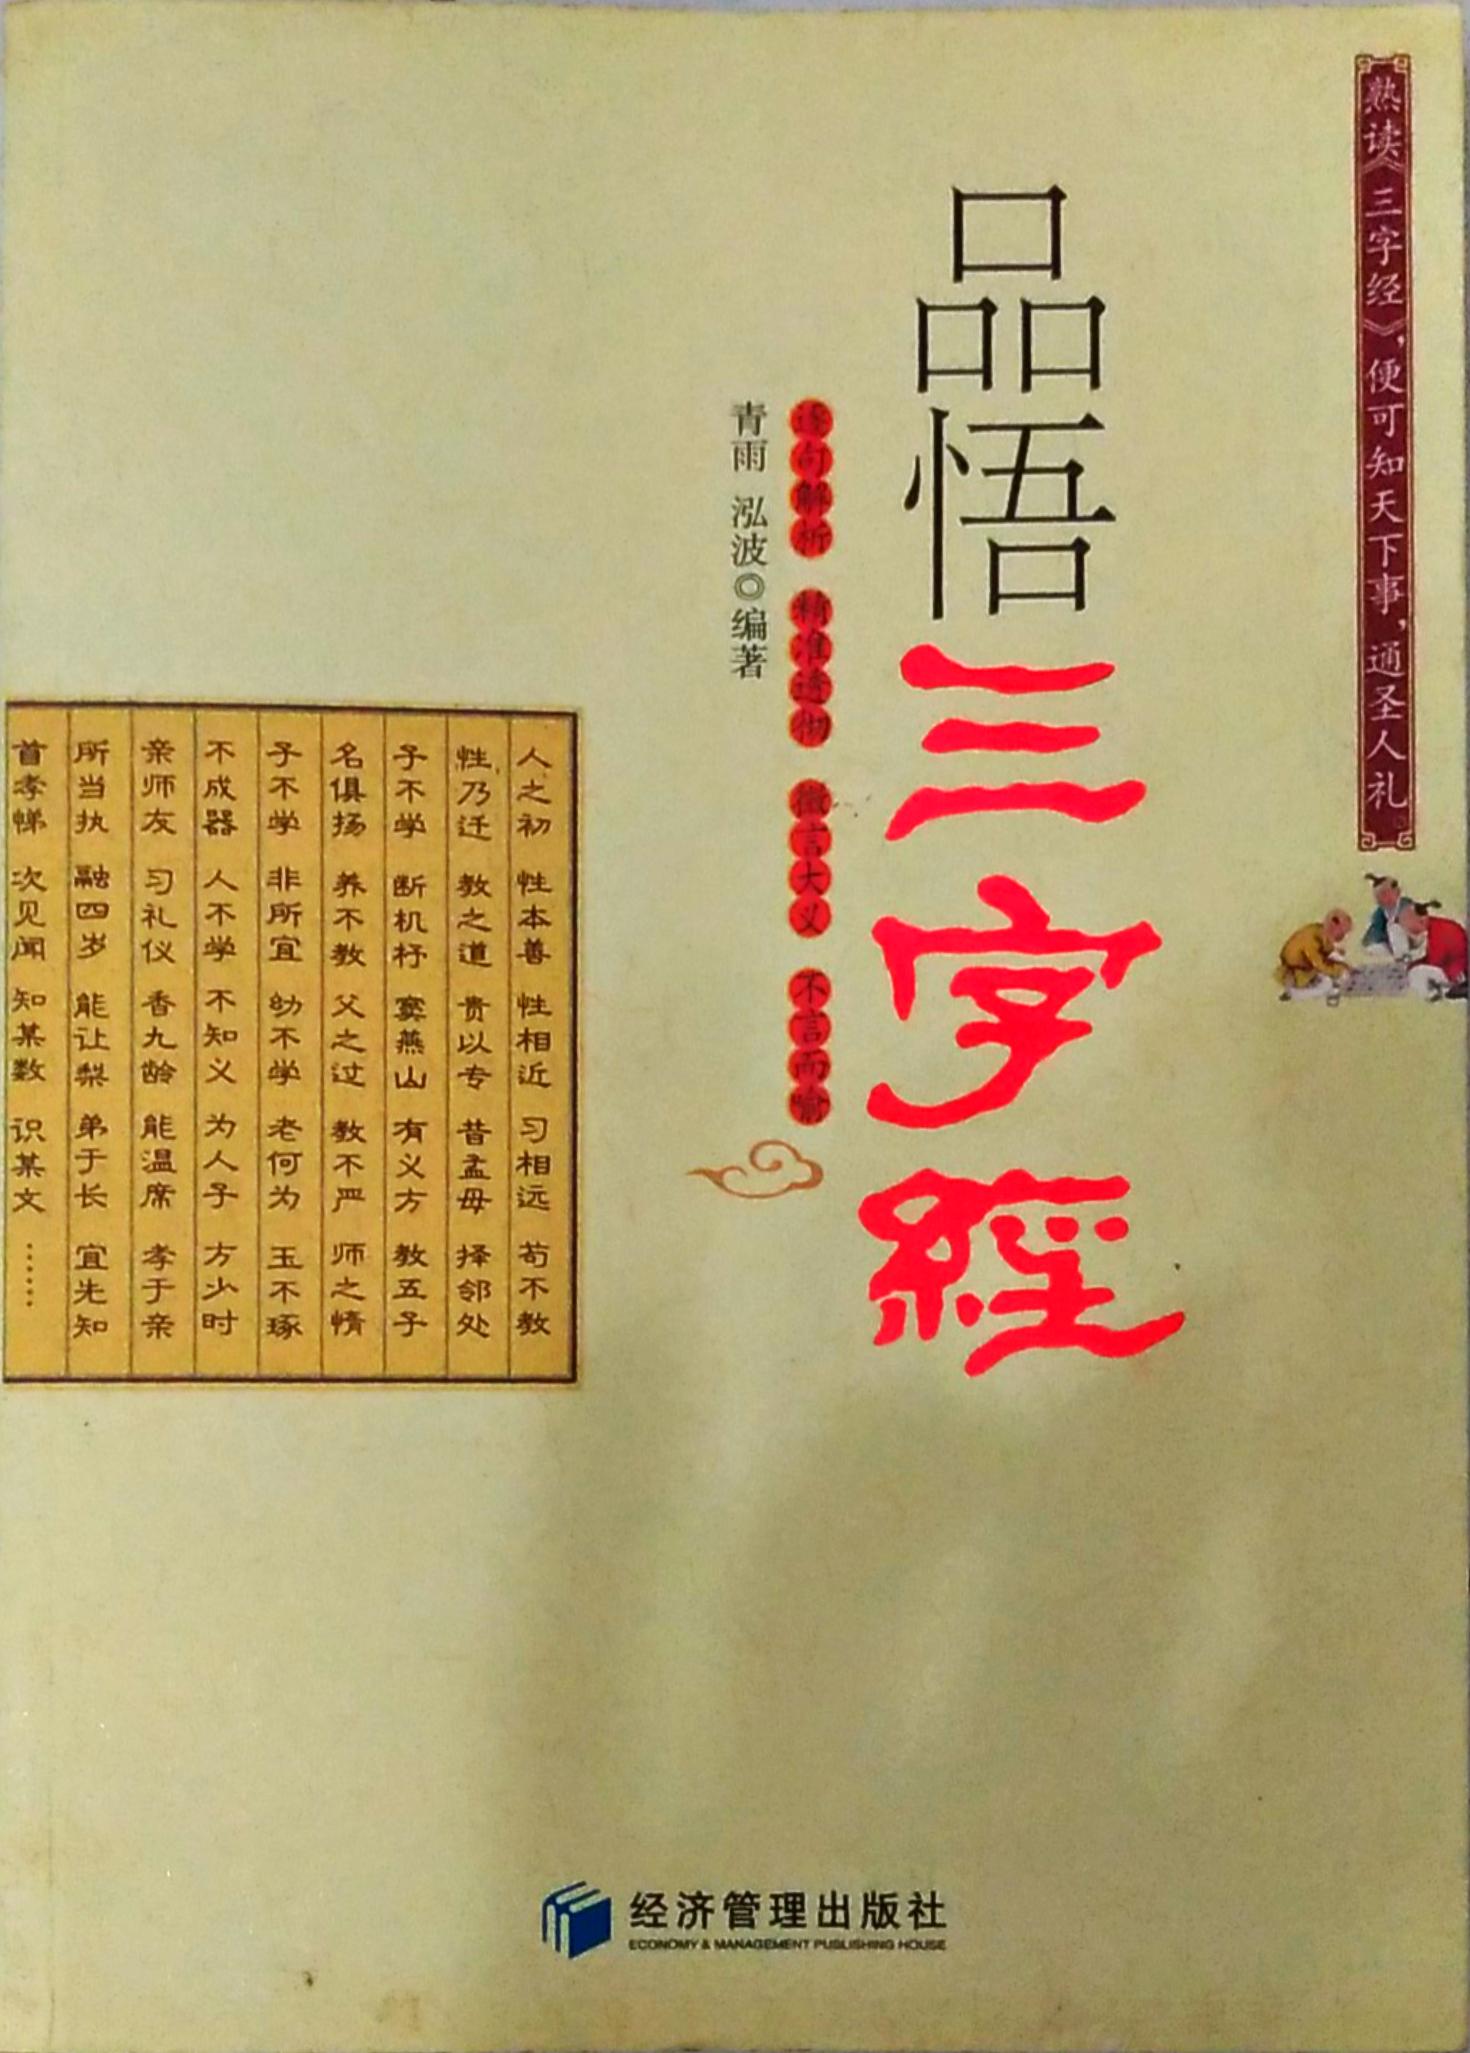 熟读《三字经》，便可知天下事，通圣人礼。
品悟三字經
逐句解析 精准透彻 微言大义 不言而喻
青雨 泓波◎编著
人之初 性本善 性相近 习相远 苟不教
性乃迁 教之道 贵以专 昔孟母 择邻处
子不学 断机杼 窦燕山 有义方 教五子
名俱扬 养不教 父之过 教不严 师之惰
子不学 非所宜 幼不学 老何为 玉不琢
不成器 人不学 不知义 为人子 方少时
亲师友 习礼仪 香九龄 能温席 孝于亲
所当执 融四岁 能让梨 弟于长 宜先知
首孝悌 次见闻 知某数 识某文 ……
经济管理出版社
ECONOMY & MANAGEMENT PUBLISHING HOUSE